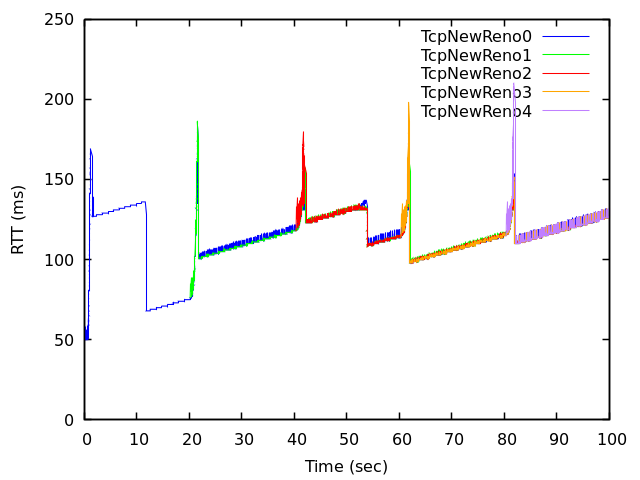 250
200
150
100
50
0
RTT (ms)
TcpNewReno0
TcpNewReno1
TcpNewReno2
TcpNewReno3
TcpNewReno4
0 10 20 30 40 50 60 70 80 90 100
Time (sec)